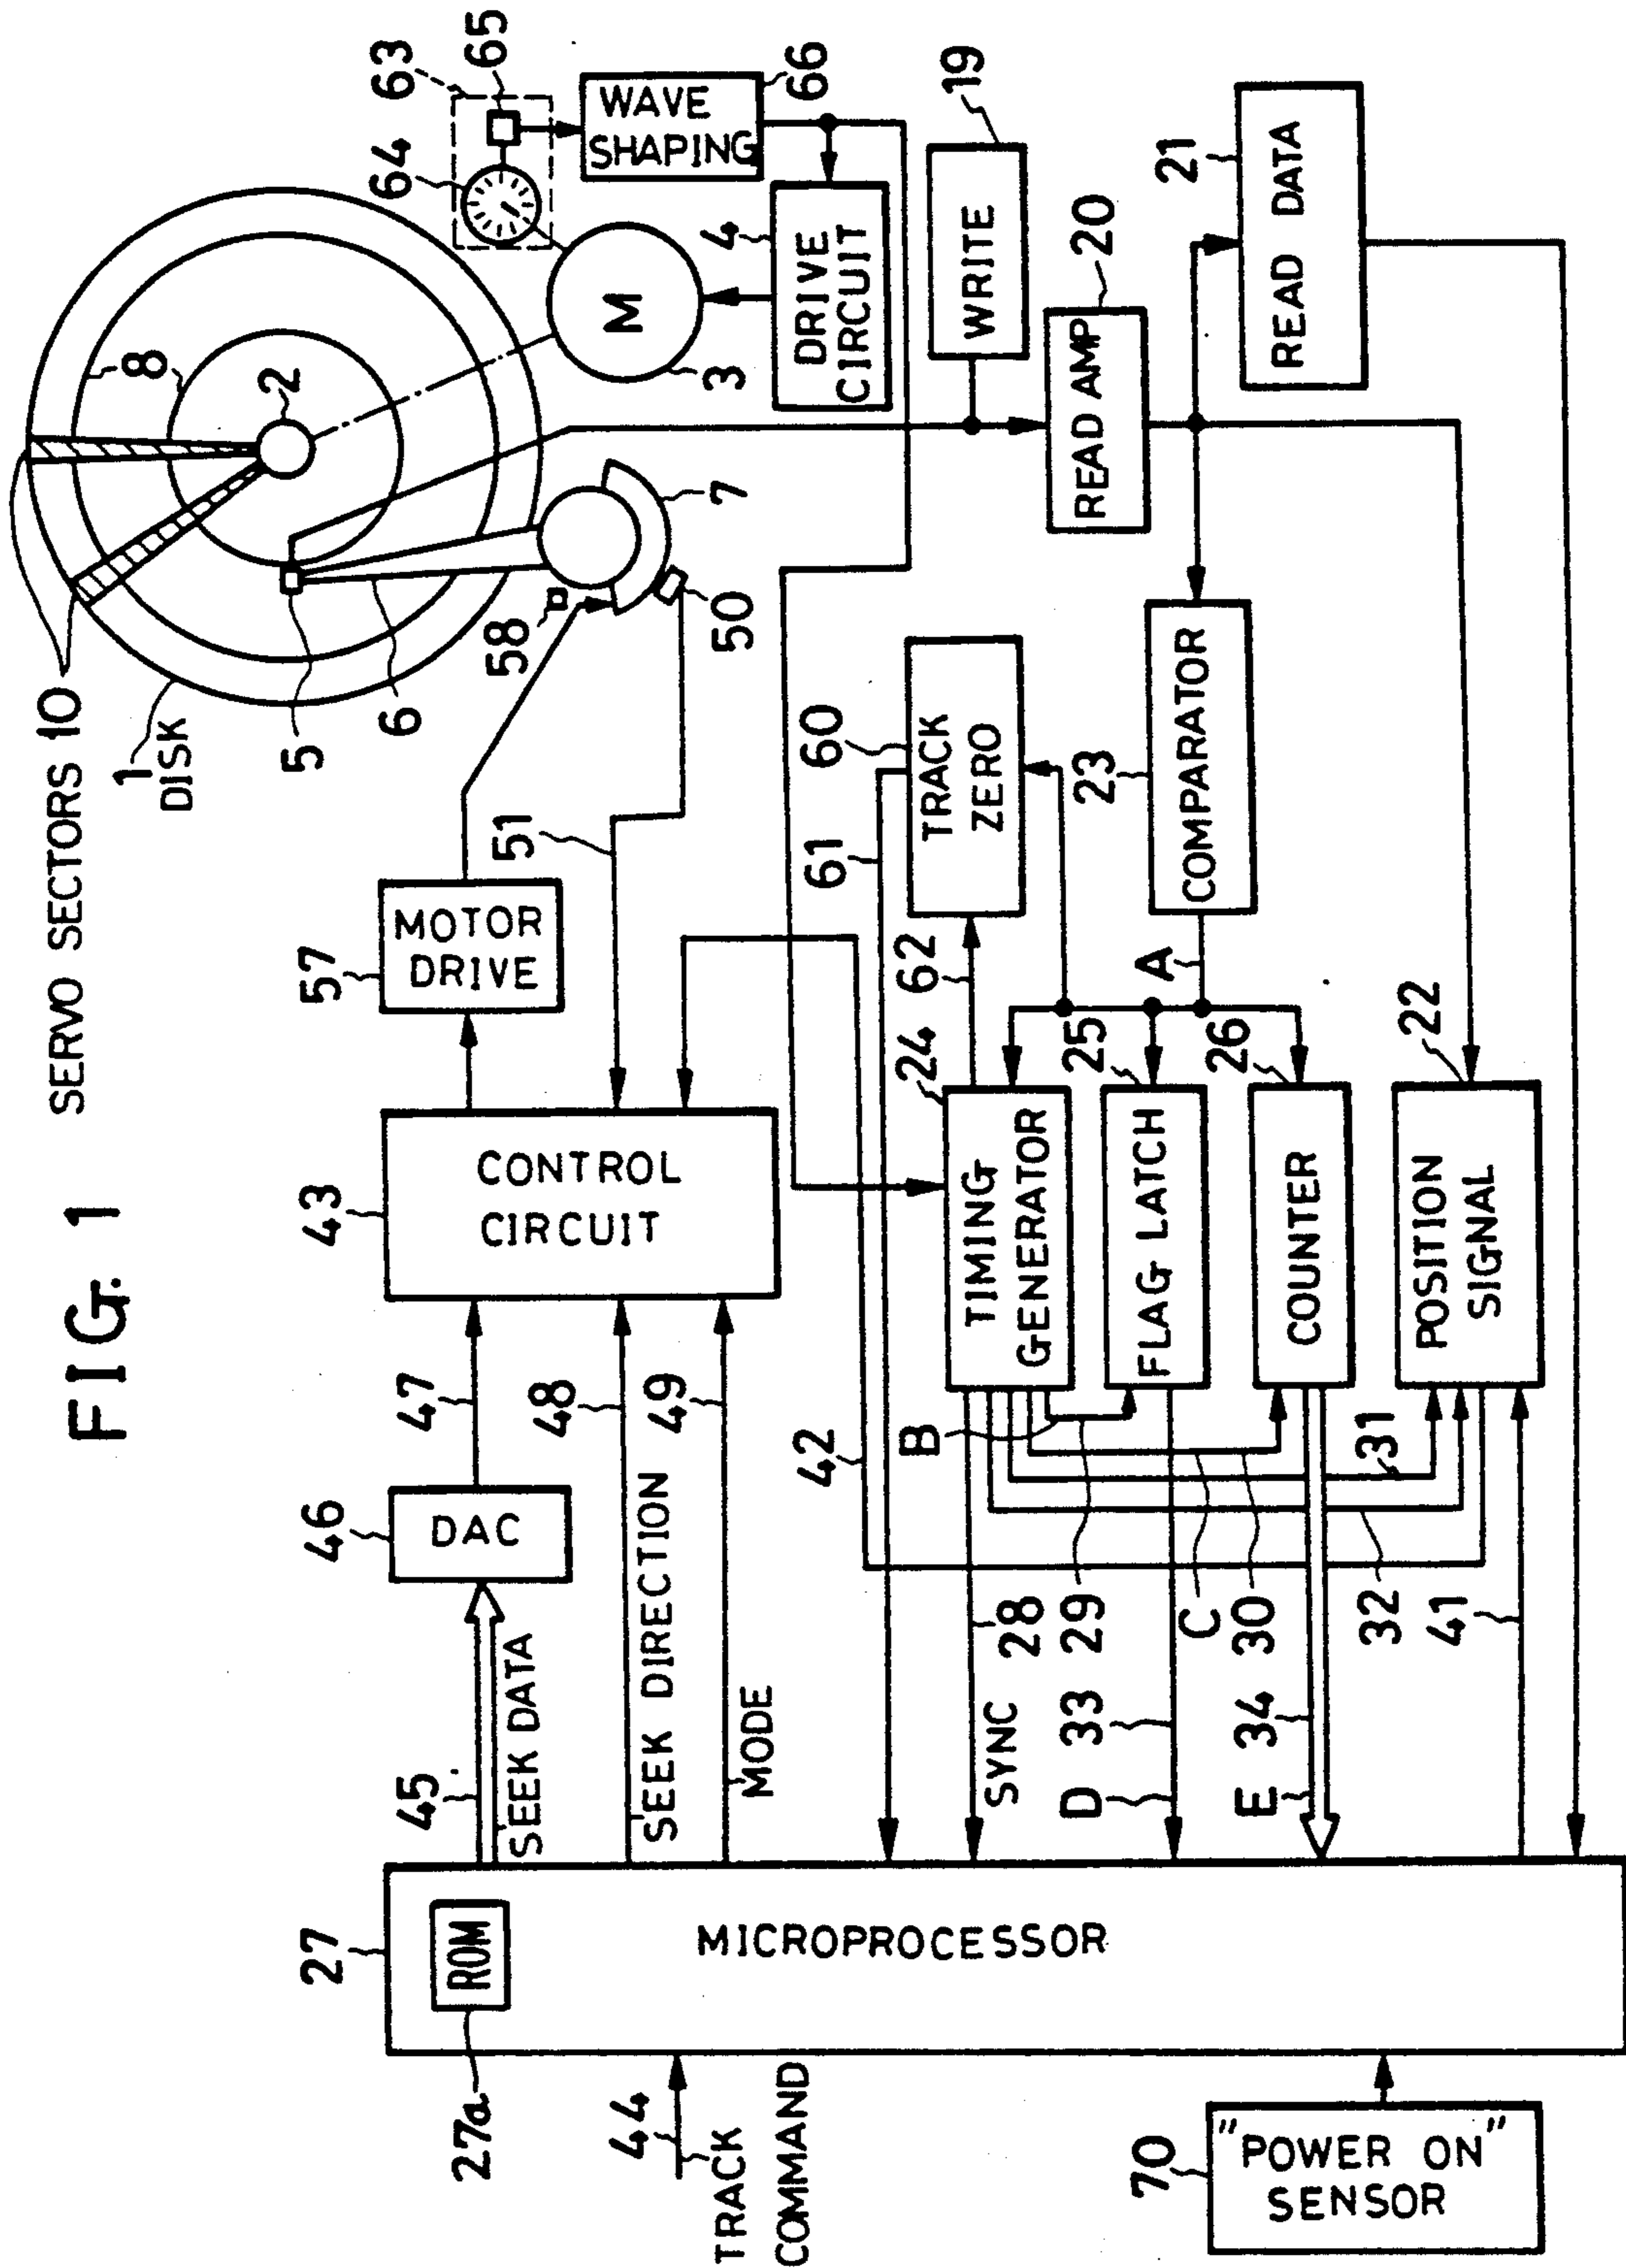 FIG. 1
SERVO SECTORS 10
1
DISK
8
2
5
6
7
58
50
3
M
4
DRIVE
CIRCUIT
63
64
65
WAVE
SHAPING
66
WRITE
19
READ AMP
20
READ DATA
21
57
MOTOR
DRIVE
51
43
CONTROL
CIRCUIT
47
48
49
46
DAC
45
SEEK DATA
SEEK DIRECTION
MODE
42
61
60
TRACK
ZERO
62
23
COMPARATOR
A
24
TIMING
GENERATOR
25
FLAG LATCH
26
COUNTER
22
POSITION
SIGNAL
B
28
SYNC
29
C
30
31
32
41
D 33
E 34
27
ROM
27a
MICROPROCESSOR
44
TRACK
COMMAND
70
"POWER ON"
SENSOR